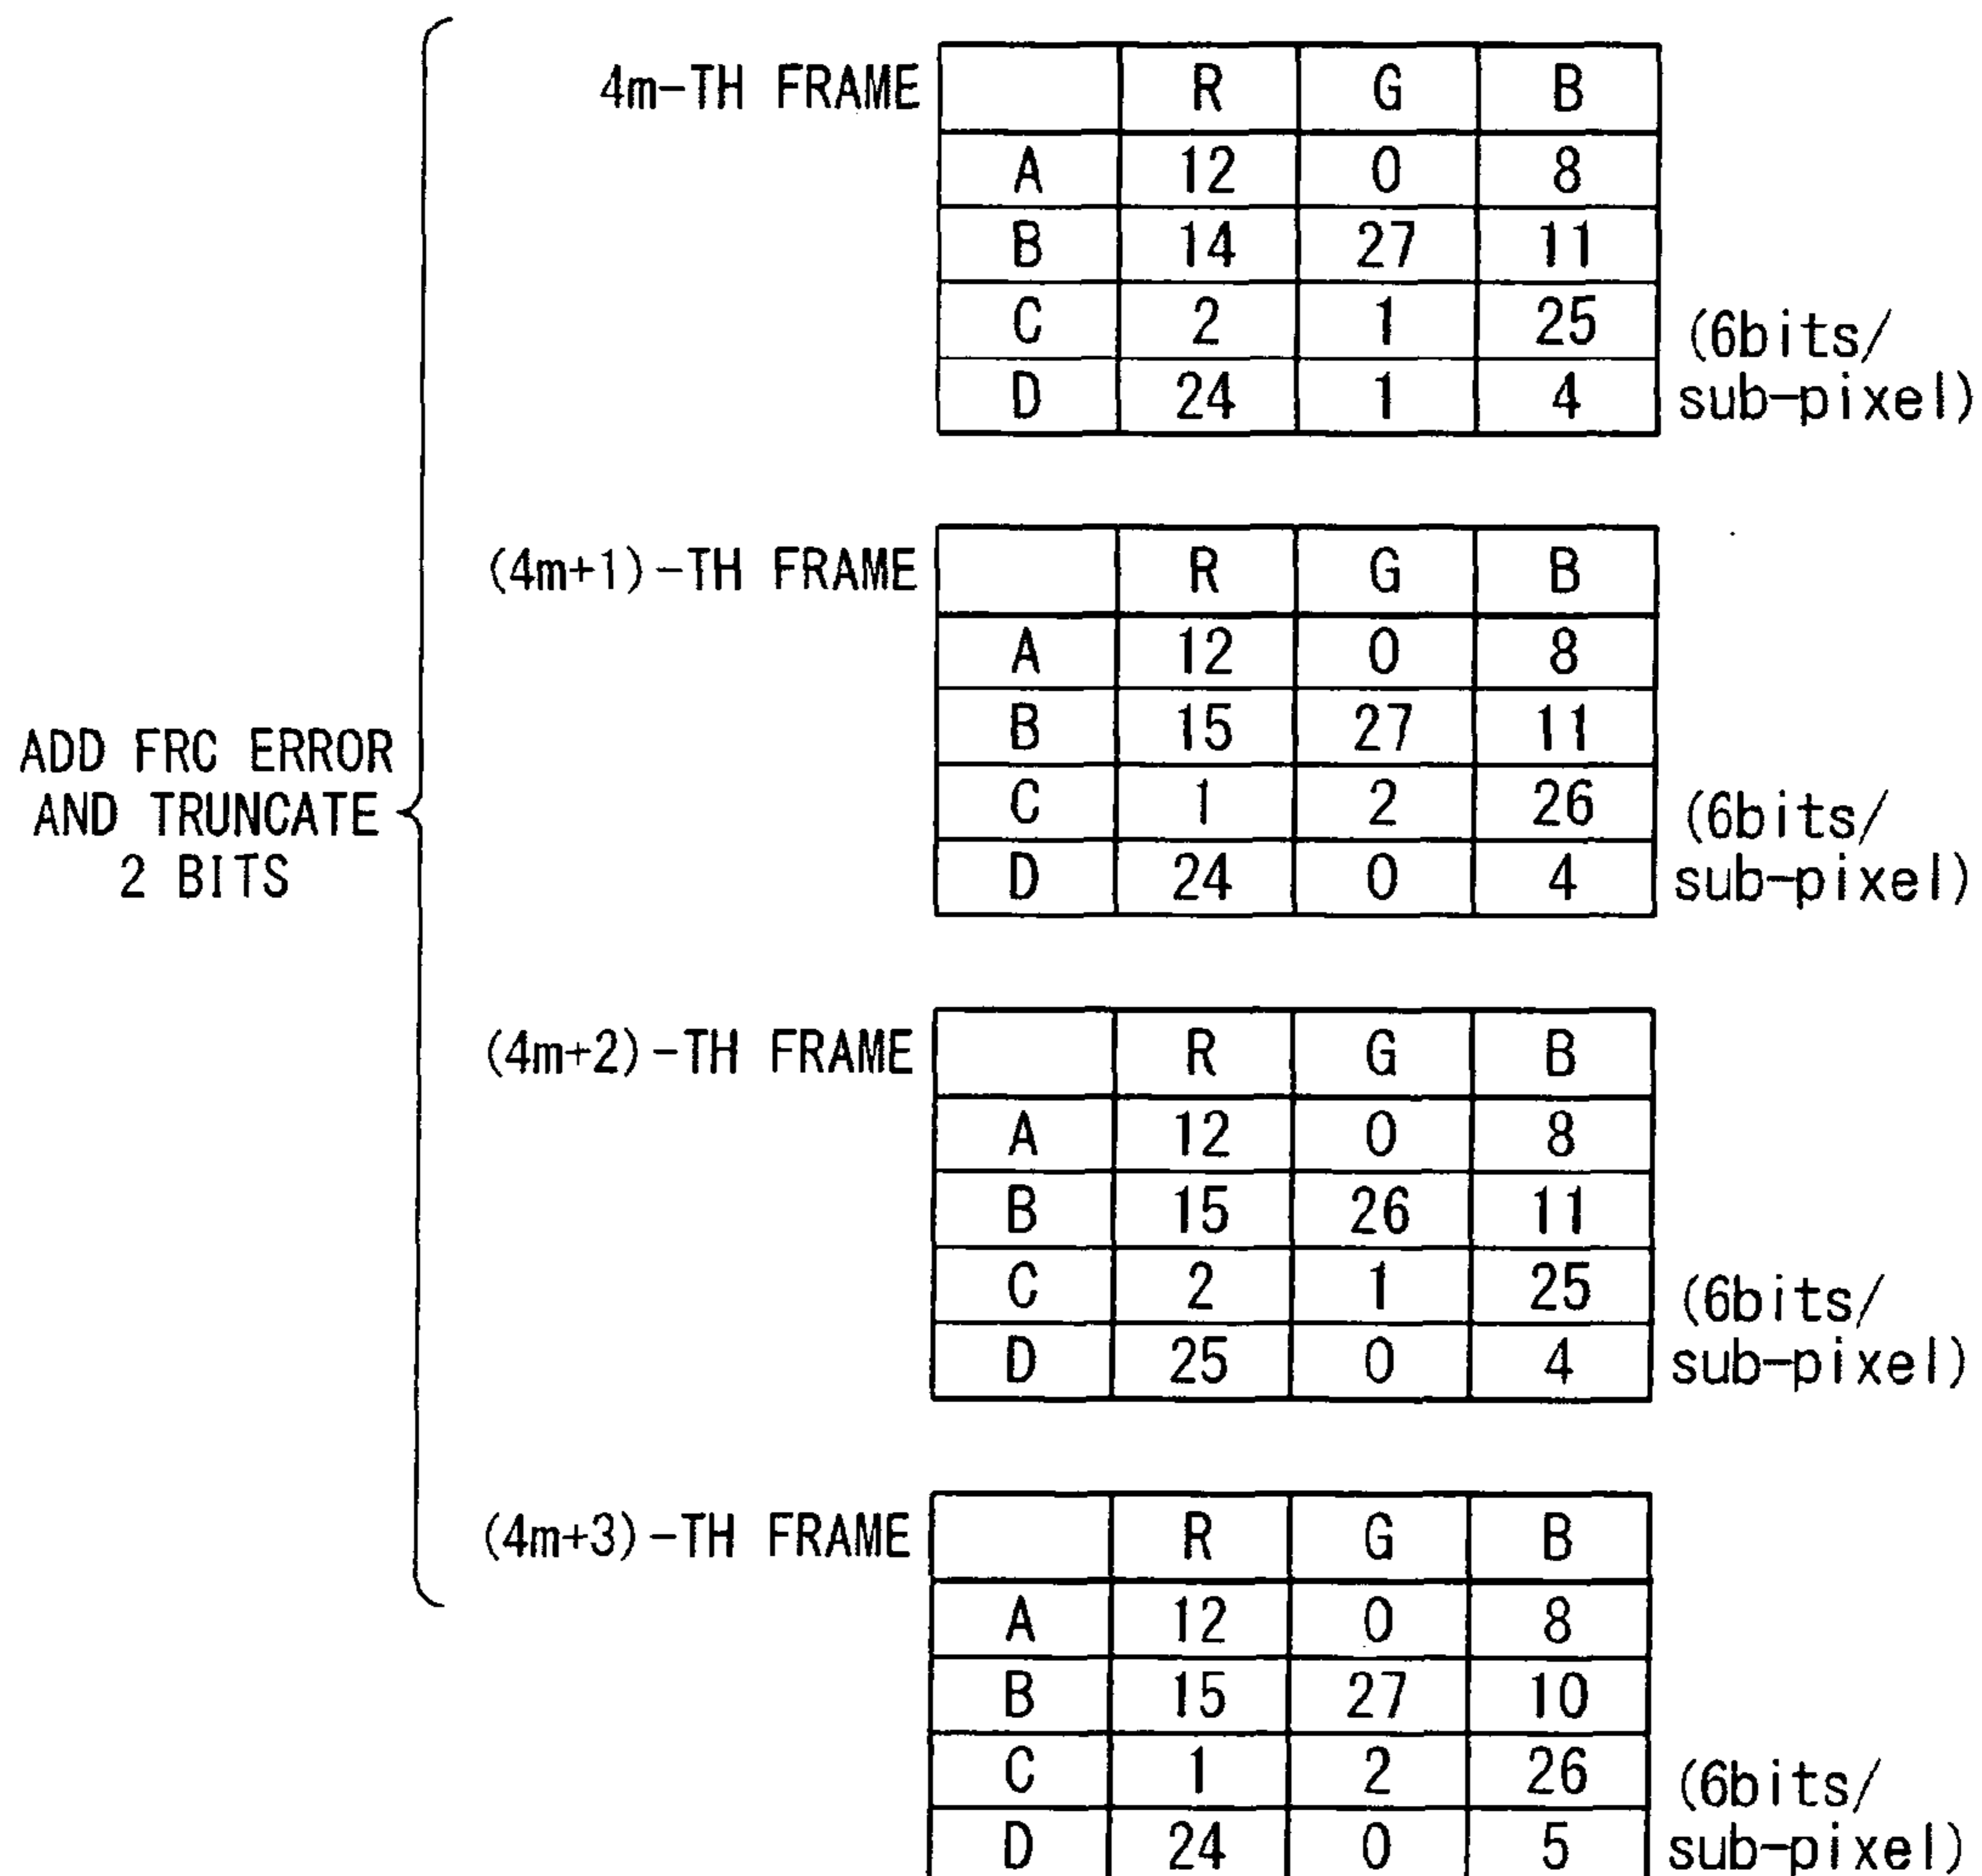 4m-TH FRAME
R G B
A 12 0 8
B 14 27 11
C 2 1 25
D 24 1 4
(6bits/
sub-pixel)
(4m+1)-TH FRAME
R G B
A 12 0 8
B 15 27 11
C 1 2 26
D 24 0 4
(6bits/
sub-pixel)
ADD FRC ERROR
AND TRUNCATE
2 BITS
(4m+2)-TH FRAME
R G B
A 12 0 8
B 15 26 11
C 2 1 25
D 25 0 4
(6bits/
sub-pixel)
(4m+3)-TH FRAME
R G B
A 12 0 8
B 15 27 10
C 1 2 26
D 24 0 5
(6bits/
sub-pixel)